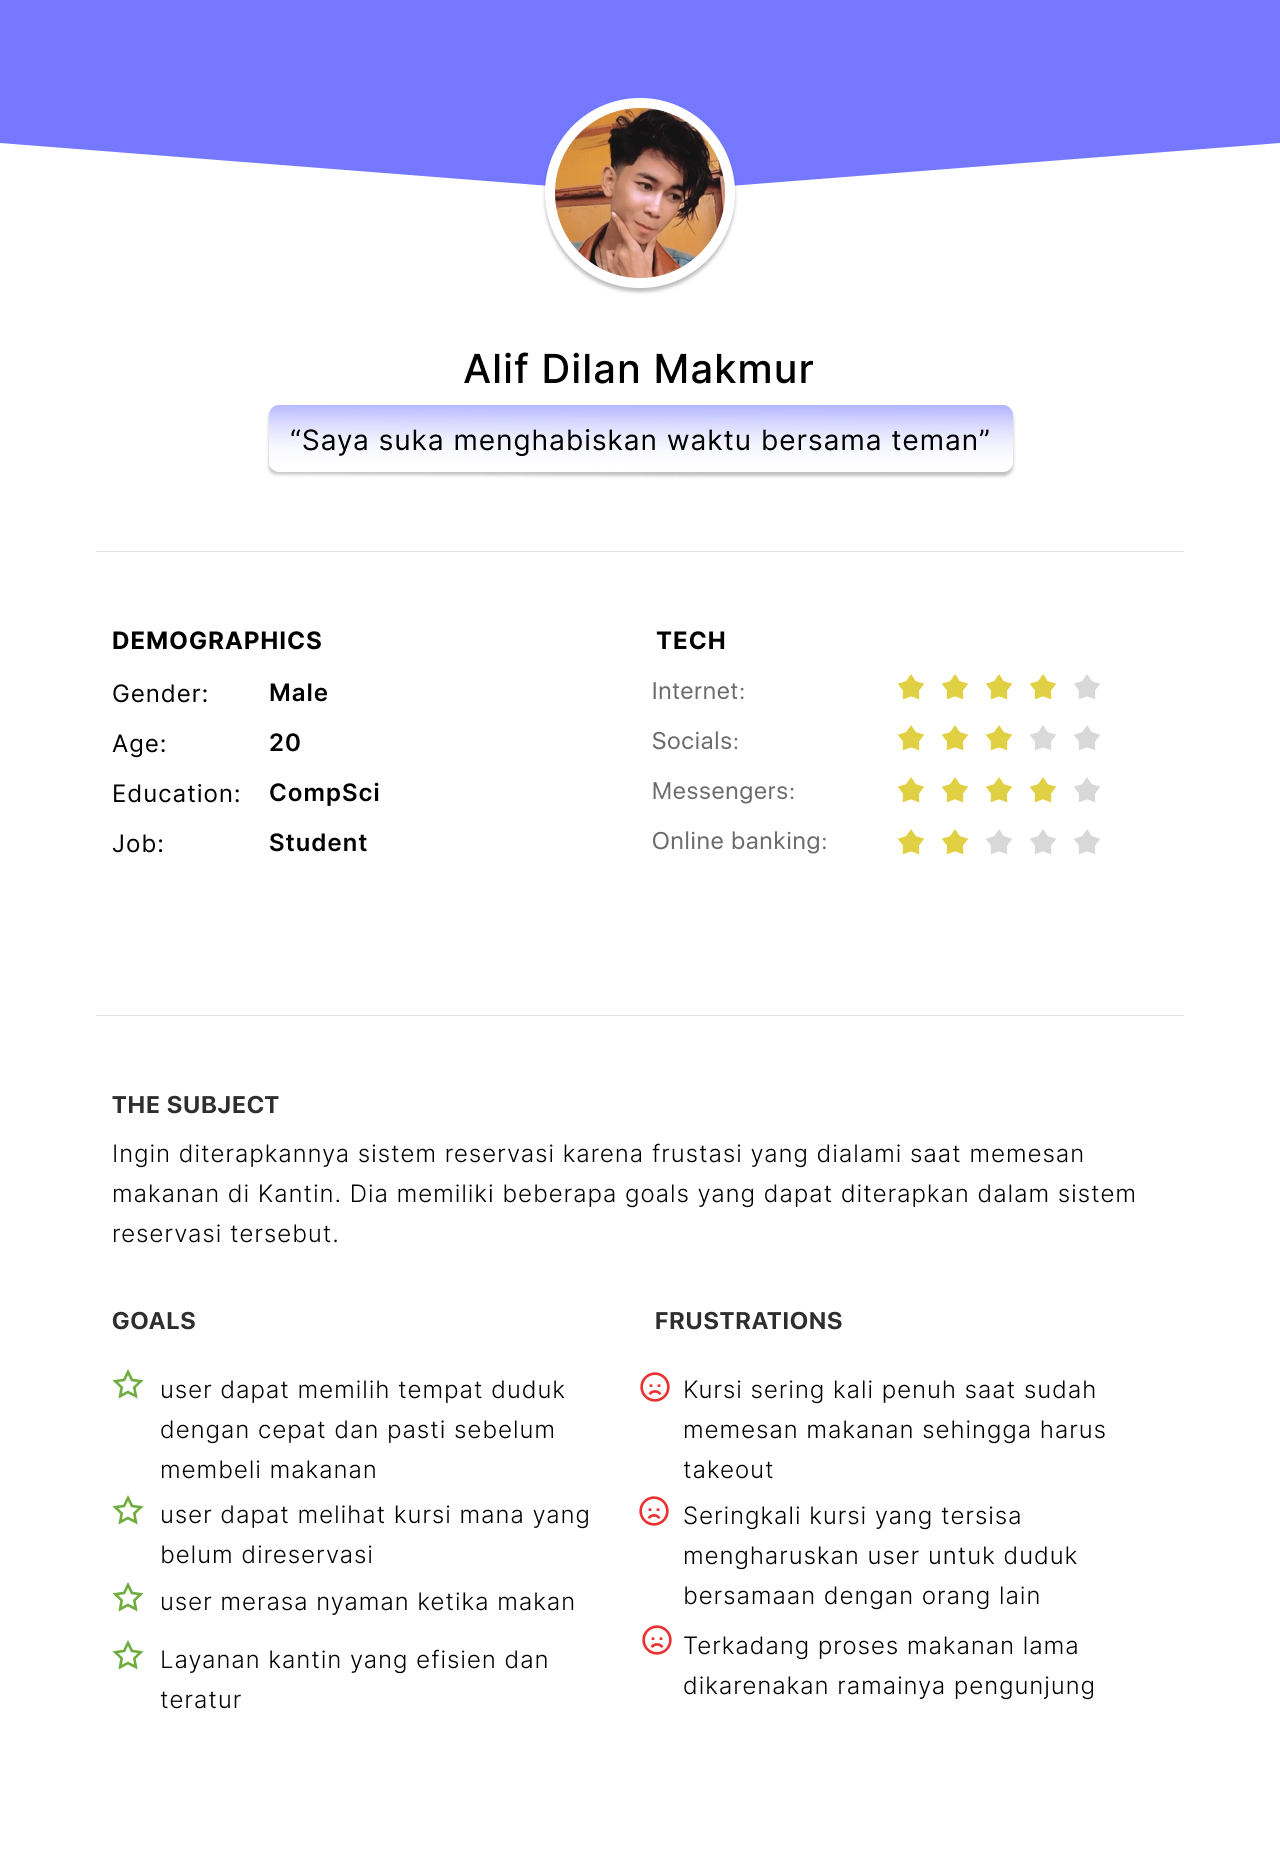 Alif Dilan Makmur
“Saya suka menghabiskan waktu bersama teman”
DEMOGRAPHICS
Gender: Male
Age: 20
Education: CompSci
Job: Student
TECH
Internet:
Socials:
Messengers:
Online banking:
THE SUBJECT
Ingin diterapkannya sistem reservasi karena frustasi yang dialami saat memesan
makanan di Kantin. Dia memiliki beberapa goals yang dapat diterapkan dalam sistem
reservasi tersebut.
GOALS
user dapat memilih tempat duduk
dengan cepat dan pasti sebelum
membeli makanan
user dapat melihat kursi mana yang
belum direservasi
user merasa nyaman ketika makan
Layanan kantin yang efisien dan
teratur
FRUSTRATIONS
Kursi sering kali penuh saat sudah
memesan makanan sehingga harus
takeout
Seringkali kursi yang tersisa
mengharuskan user untuk duduk
bersamaan dengan orang lain
Terkadang proses makanan lama
dikarenakan ramainya pengunjung